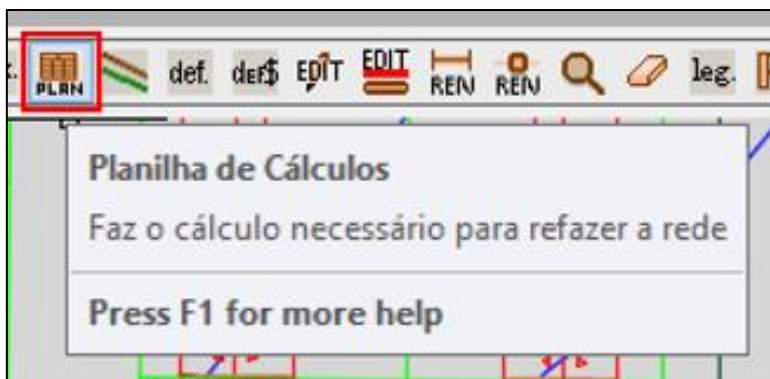 PLAN def. def$ EDIT EDIT REN REN leg.
Planilha de Cálculos
Faz o cálculo necessário para refazer a rede
Press F1 for more help